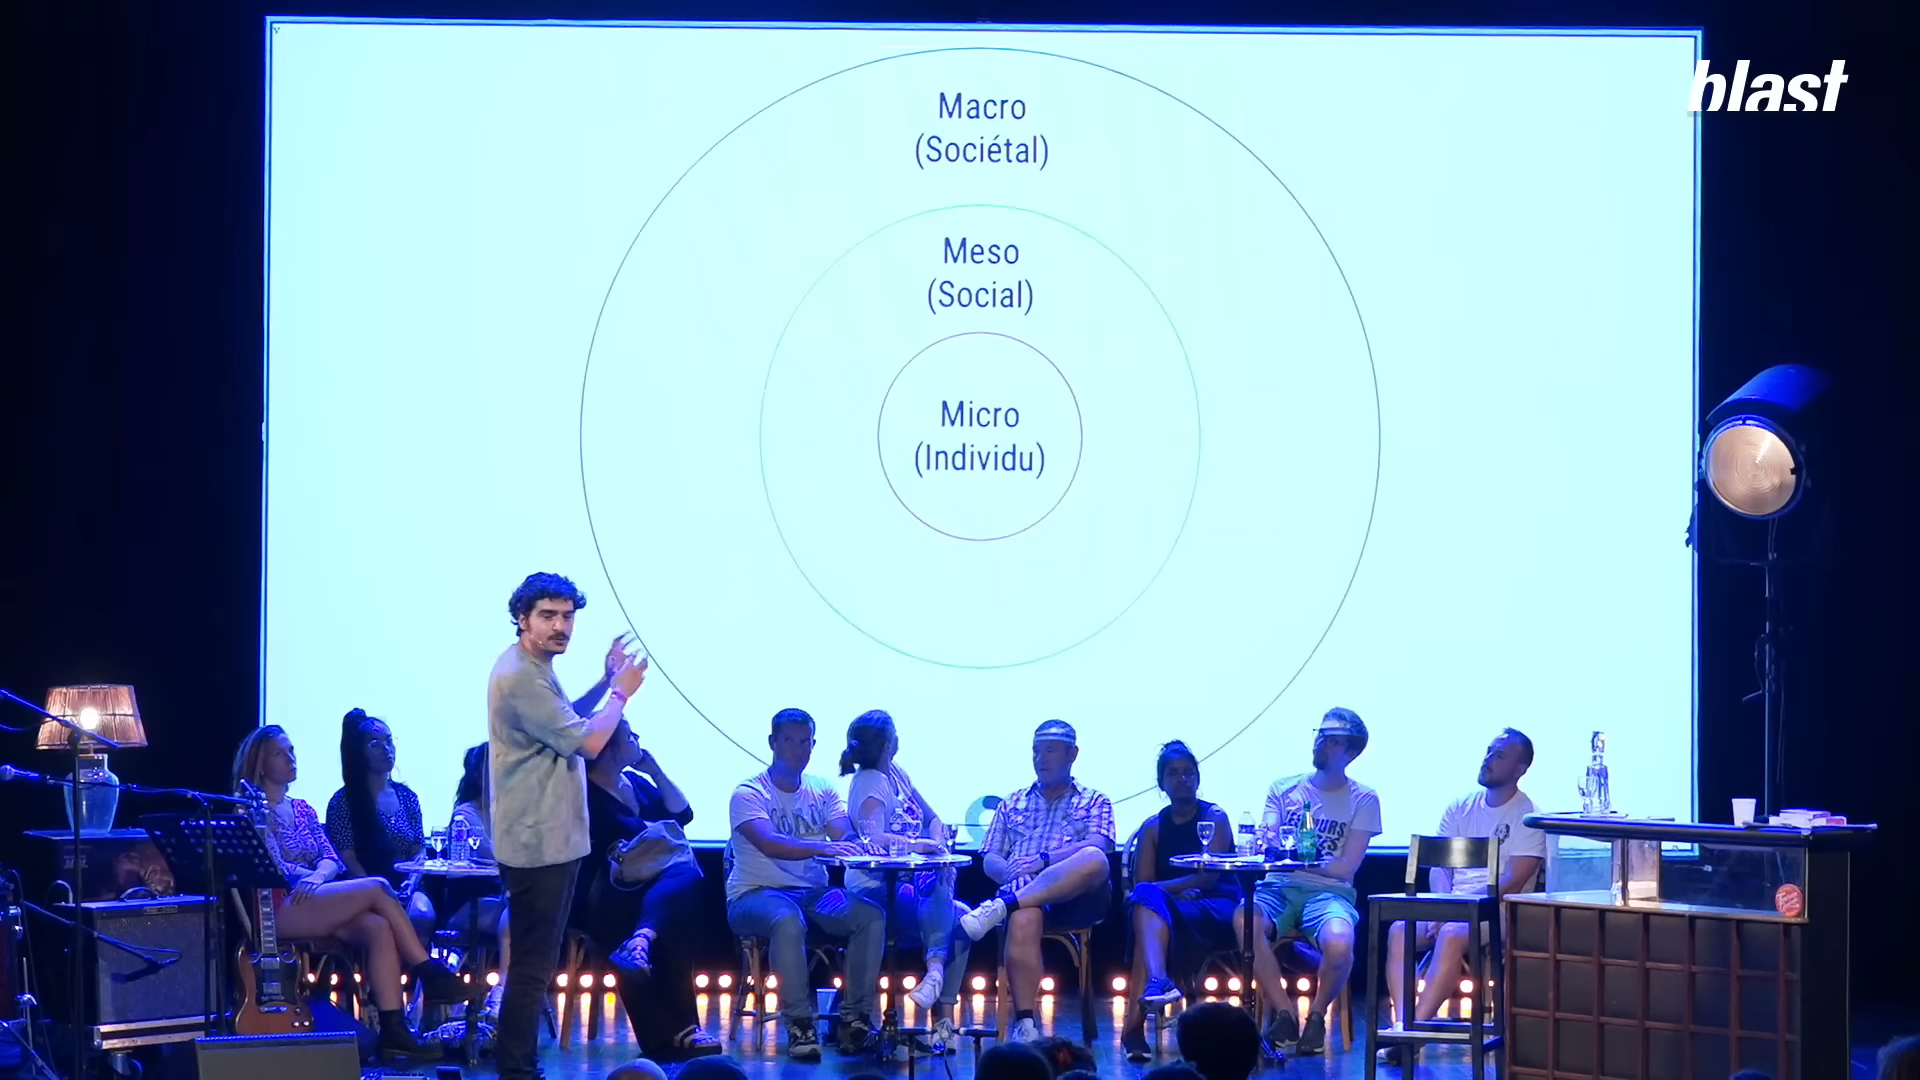 blast
Macro
(Sociétal)
Meso
(Social)
Micro
(Individu)